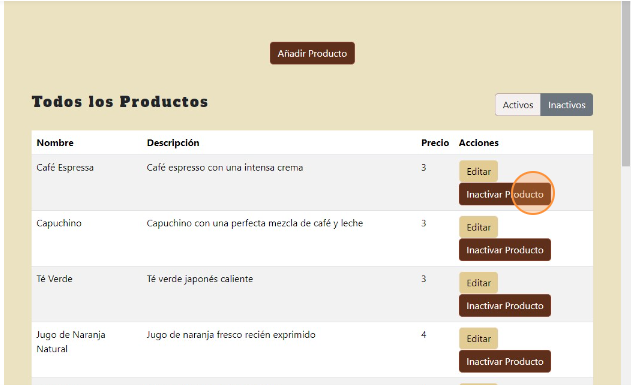 Añadir Producto
Todos los Productos
Activos Inactivos
Nombre Descripción Precio Acciones
Café Espressa Café espresso con una intensa crema 3 Editar
Inactivar Producto
Capuchino Capuchino con una perfecta mezcla de café y leche 3 Editar
Inactivar Producto
Té Verde Té verde japonés caliente 3 Editar
Inactivar Producto
Jugo de Naranja Jugo de naranja fresco recién exprimido 4 Editar
Natural
Inactivar Producto